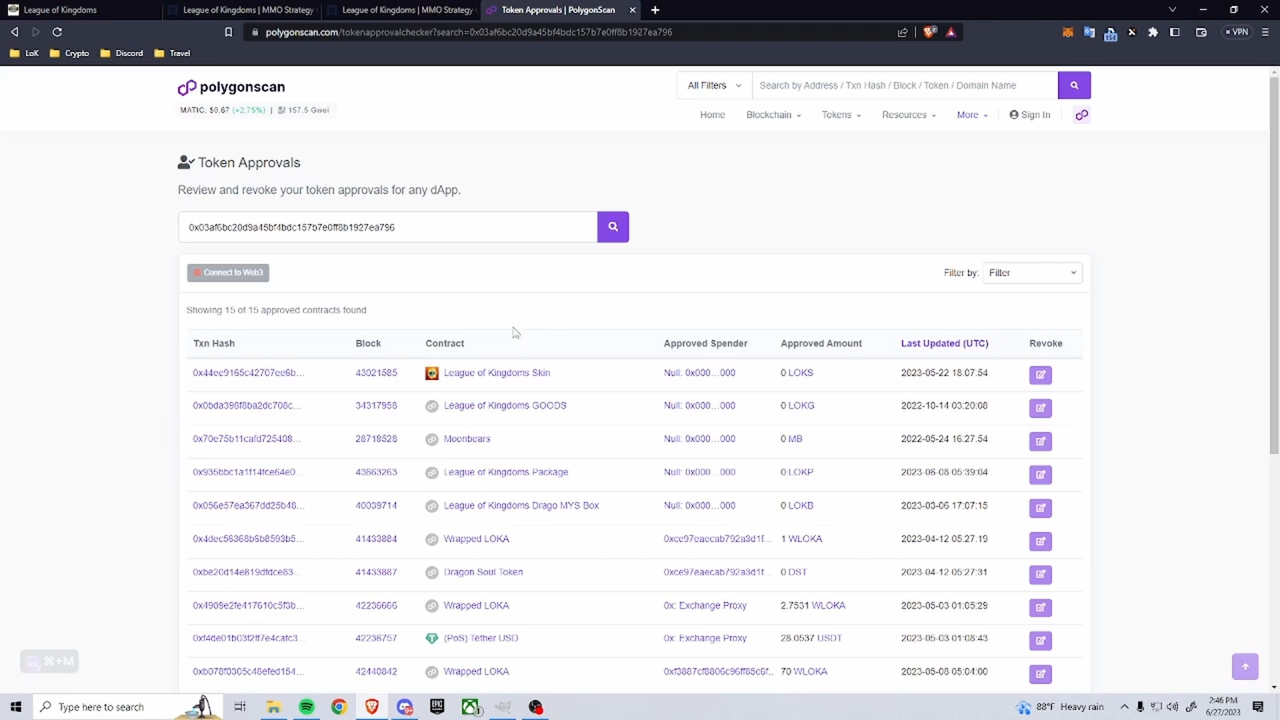 League of Kingdoms
League of Kingdoms | MMO Strategy
League of Kingdoms | MMO Strategy
Token Approvals | PolygonScan
polygonscan.com/tokenapprovalchecker?search=0x03af6bc20d9a45bf4bdc157b7e0ff8b1927ea796
VPN
LoK
Crypto
Discord
Travel
polygonscan
All Filters
Search by Address / Txn Hash / Block / Token / Domain Name
MATIC: $0.67 (+2.75%) | 157.5 Gwei
Home Blockchain Tokens Resources More Sign In
Token Approvals
Review and revoke your token approvals for any dApp.
0x03af6bc20d9a45bf4bdc157b7e0ff8b1927ea796
Connect to Web3
Filter by: Filter
Showing 15 of 15 approved contracts found
Txn Hash Block Contract Approved Spender Approved Amount Last Updated (UTC) Revoke
0x44ee9165c42707ee6b... 43021585 League of Kingdoms Skin Null: 0x000...000 0 LOKS 2023-05-22 18:07:54
0x0bda398f8ba2dc708c... 34317958 League of Kingdoms GOODS Null: 0x000...000 0 LOKG 2022-10-14 03:20:08
0x70e75b11cafd725408... 28718528 Moonbears Null: 0x000...000 0 MB 2022-05-24 16:27:54
0x935bbc1a1f14fce64e0... 43663263 League of Kingdoms Package Null: 0x000...000 0 LOKP 2023-06-08 05:39:04
0x056e57ea367dd25b48... 40039714 League of Kingdoms Drago MYS Box Null: 0x000...000 0 LOKB 2023-03-06 17:07:15
41433884 Wrapped LOKA 0xce97eaecab792a3d1f... 1 WLOKA 2023-04-12 05:27:19
0xbe20d14e819dfdce83... 41433887 Dragon Soul Token 0xce97eaecab792a3d1f... 0 DST 2023-04-12 05:27:31
0x4909e2fe417610c5f3b... 42236666 Wrapped LOKA 0x: Exchange Proxy 2.7531 WLOKA 2023-05-03 01:05:29
0xf4de01b03f2ff7e4cafc3... 42236757 (PoS) Tether USD 0x: Exchange Proxy 28.0537 USDT 2023-05-03 01:08:43
0xb078f0305c48efed154... 42440842 Wrapped LOKA 0xf3887cf8806c96ff85c6f... 70 WLOKA 2023-05-08 05:04:00
⌘+M
Type here to search
88°F Heavy rain
2:46 PM
6/27/2023